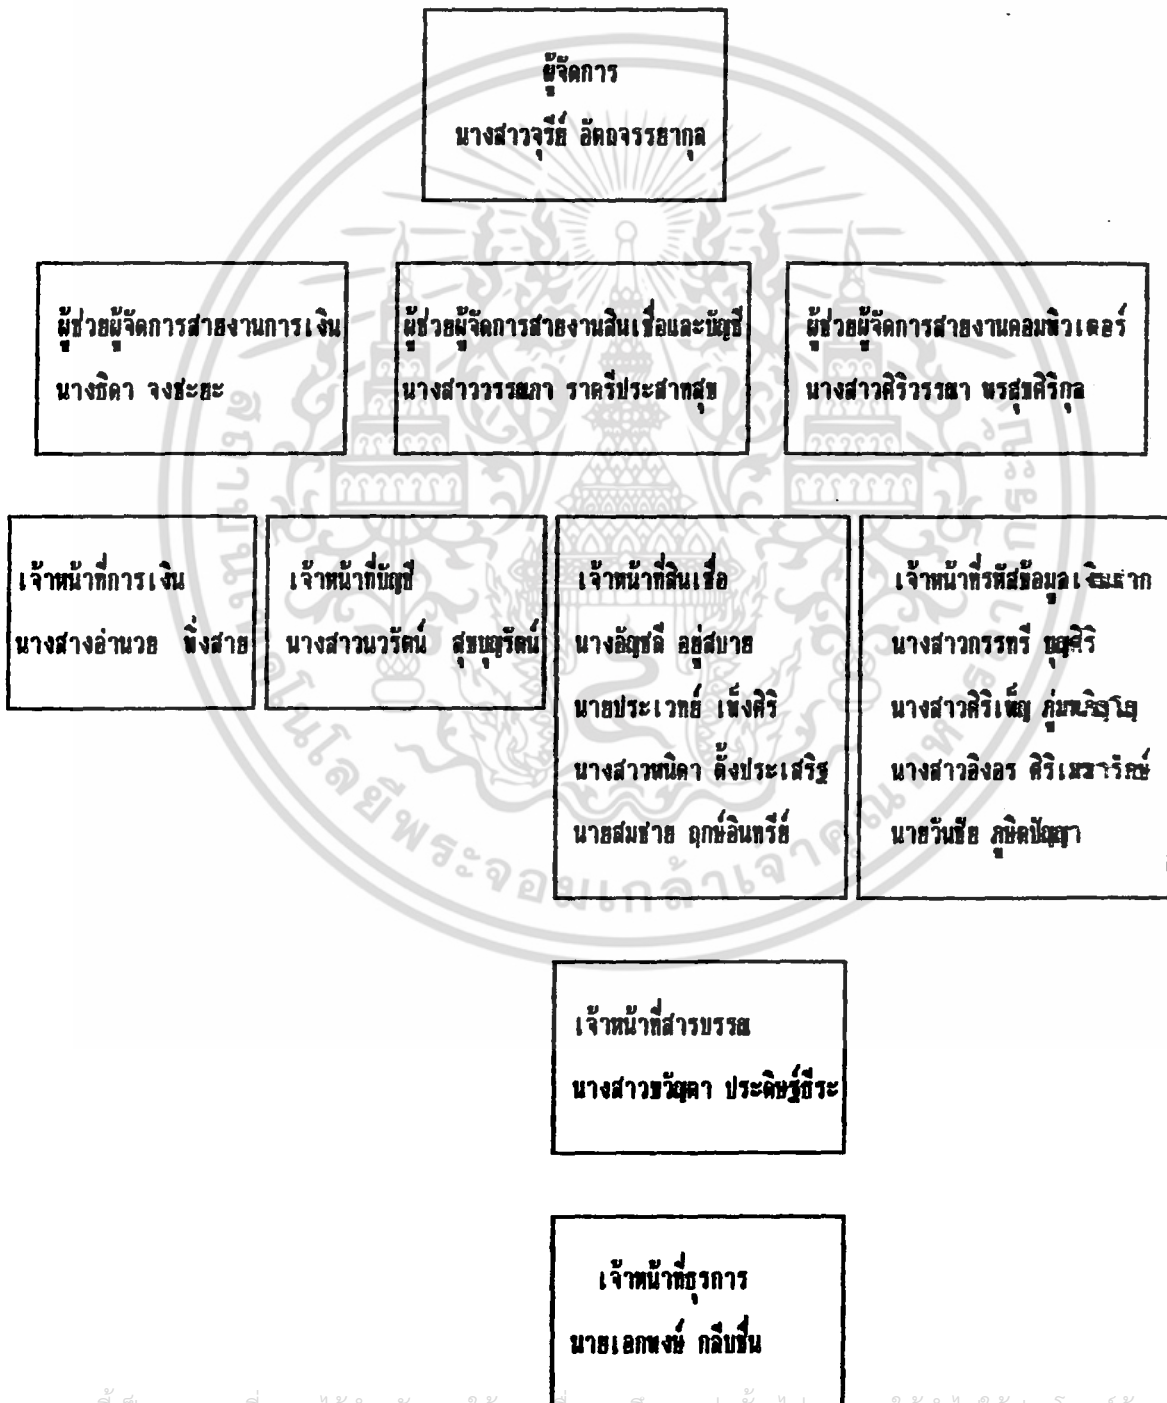 ผู้จัดการ
นางสาวจุรีย์ อัตถจรรยากุล
ผู้ช่วยผู้จัดการสายงานการเงิน
นางธิดา จงชะยะ
ผู้ช่วยผู้จัดการสายงานสินเชื่อและบัญชี
นางสาววรรณภา ราตรีประสาทสุข
ผู้ช่วยผู้จัดการสายงานคอมพิวเตอร์
นางสาวศิริวรรณา พรสุขศิริกุล
เจ้าหน้าที่การเงิน
นางสางอำนวย พึ่งสาย
เจ้าหน้าที่บัญชี
นางสาวนวรัตน์ สุขบุญรัตน์
เจ้าหน้าที่สินเชื่อ
นางอัญชลี อยู่สบาย
นายประเวทย์ เพ็งศิริ
นางสาวพนิดา ตั้งประเสริฐ
นายสมชาย ฤกษ์อินทรีย์
เจ้าหน้าที่รหัสข้อมูลเงินฝาก
นางสาวกรรทรี บุญศิริ
นางสาวศิริเพ็ญ
นางสาวอิงอร
นายวันชัย ภูษิตปัญญา
เจ้าหน้าที่สารบรรณ
นางสาวขวัญตา ประดิษฐ์ธีระ
เจ้าหน้าที่ธุรการ
นายเอกพงษ์ กลีบชื่น